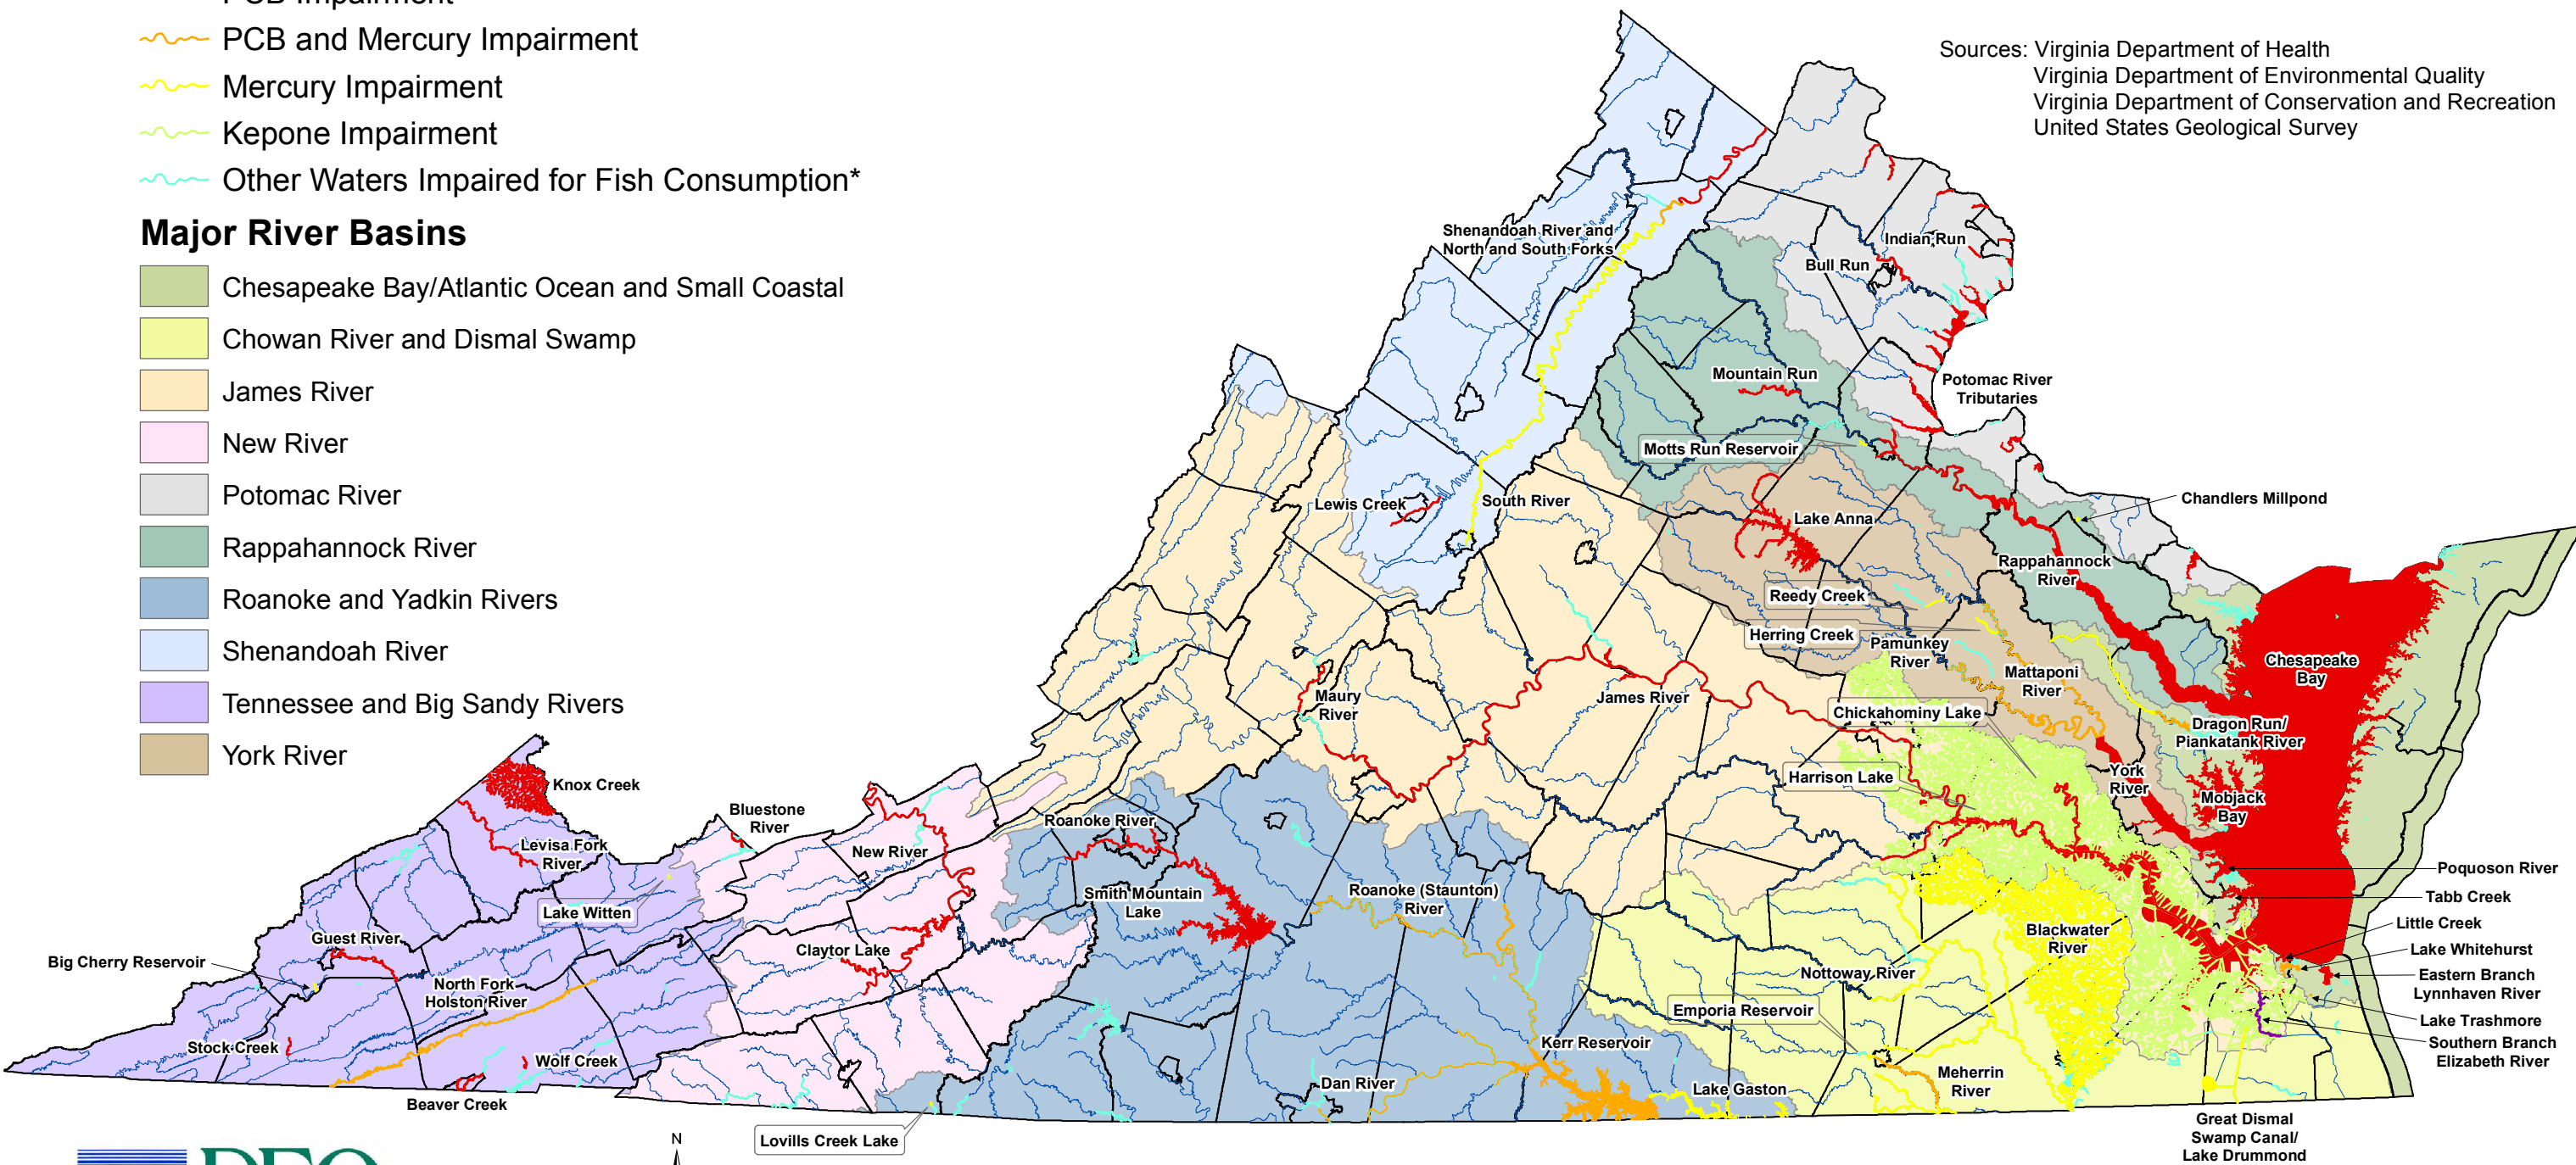 PCB Impairment
PCB and Mercury Impairment
Mercury Impairment
Kepone Impairment
Other Waters Impaired for Fish Consumption*
Major River Basins
Chesapeake Bay/Atlantic Ocean and Small Coastal
Chowan River and Dismal Swamp
James River
New River
Potomac River
Rappahannock River
Roanoke and Yadkin Rivers
Shenandoah River
Tennessee and Big Sandy Rivers
York River
Sources: Virginia Department of Health
Virginia Department of Environmental Quality
Virginia Department of Conservation and Recreation
United States Geological Survey
Shenandoah River and
North and South Forks
Indian Run
Bull Run
Mountain Run
Potomac River
Tributaries
Motts Run Reservoir
Lewis Creek
South River
Chandlers Millpond
Lake Anna
Rappahannock
River
Reedy Creek
Herring Creek
Pamunkey
River
Mattaponi
River
Chesapeake
Bay
Maury
River
James River
Chickahominy Lake
Dragon Run/
Piankatank River
Harrison Lake
York
River
Mobjack
Bay
Knox Creek
Bluestone
River
Levisa Fork
River
New River
Roanoke River
Smith Mountain
Lake
Roanoke (Staunton)
River
Lake Witten
Poquoson River
Tabb Creek
Little Creek
Lake Whitehurst
Eastern Branch
Lynnhaven River
Lake Trashmore
Southern Branch
Elizabeth River
Guest River
Claytor Lake
Big Cherry Reservoir
North Fork
Holston River
Blackwater
River
Nottoway River
Emporia Reservoir
Stock Creek
Wolf Creek
Kerr Reservoir
Dan River
Lake Gaston
Meherrin
River
Beaver Creek
Lovills Creek Lake
Great Dismal
Swamp Canal/
Lake Drummond
N
DEQ